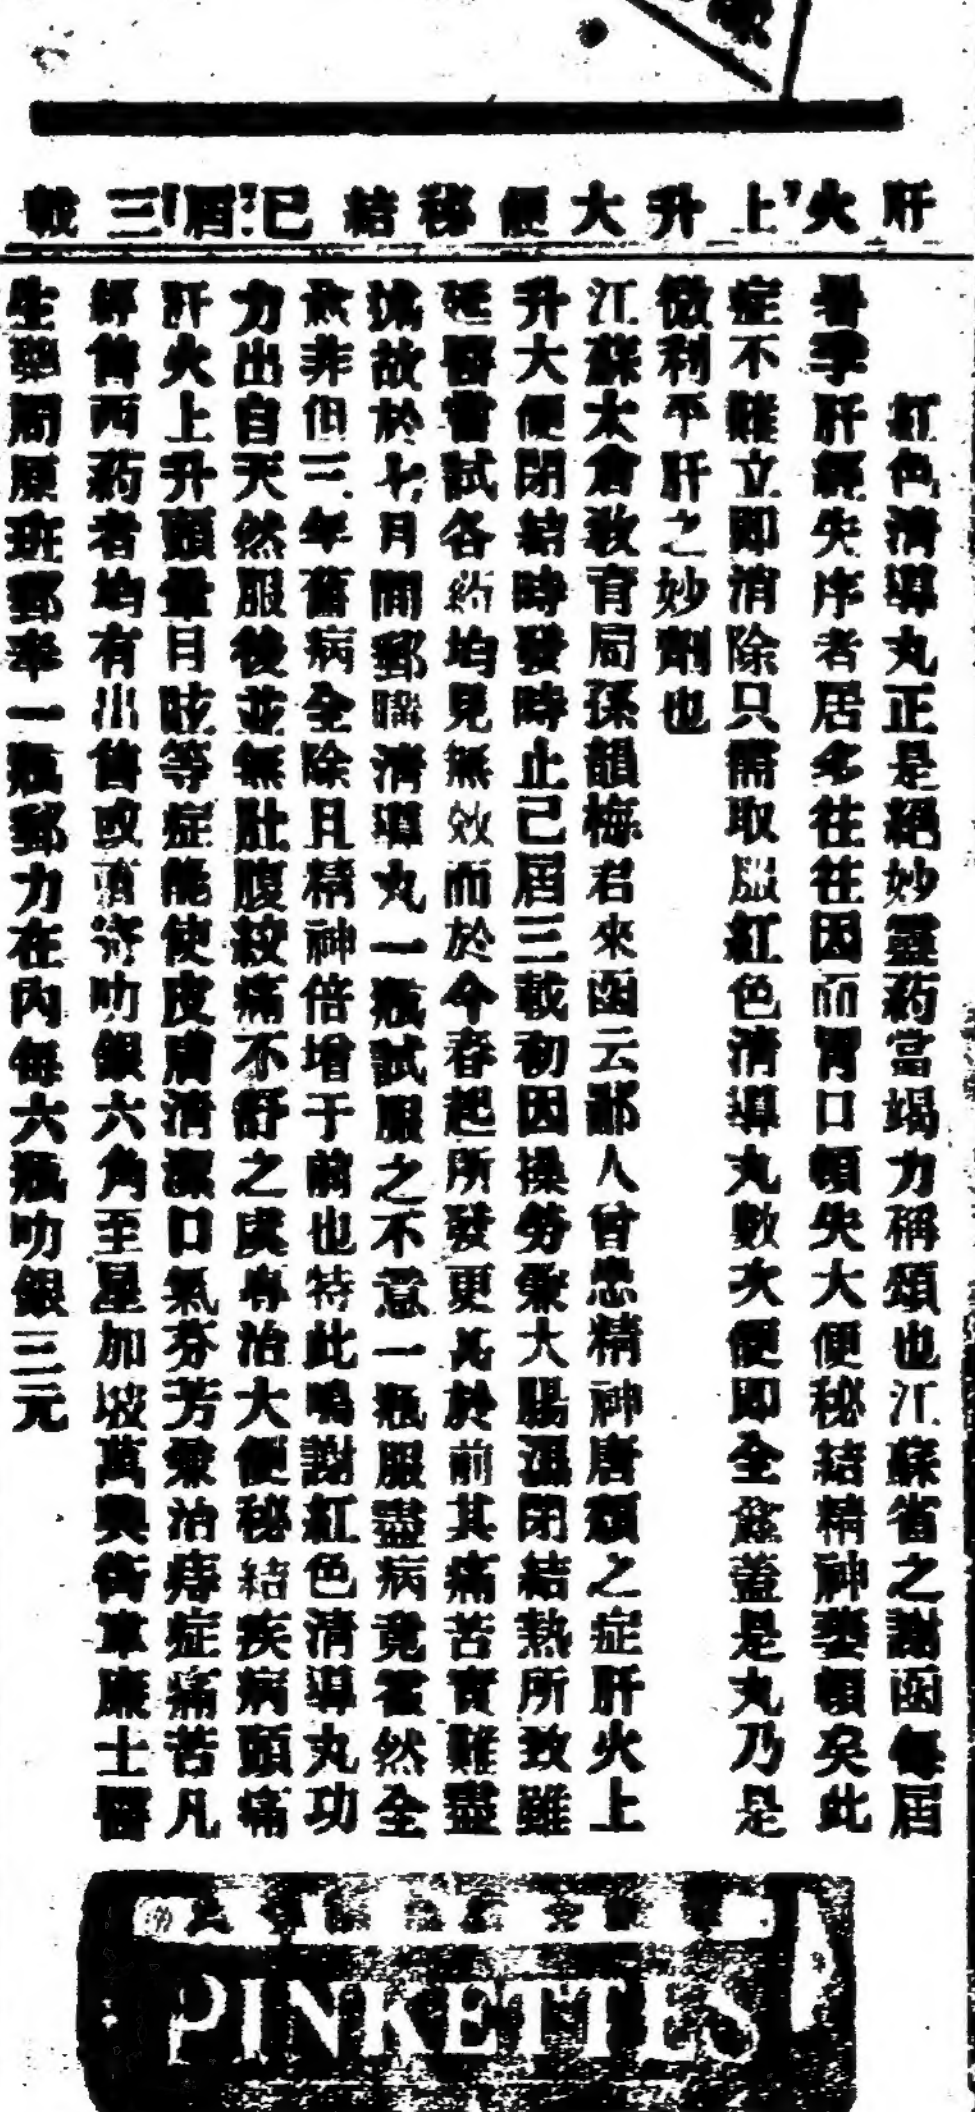 肝火上升大便秘結已屆三載
紅色清導丸正是絕妙靈葯當竭力稱頌也江蘇省之謝函每屆
暑季肝經失序者居多往往因而胃口頓失大便秘結精神萎頓矣此
症不難立即消除只需取服紅色清導丸數次便即全愈蓋是丸乃是
微利平肝之妙劑也
江蘇太倉敎育局孫韻梅君來函云鄙人曾患精神唐頹之症肝火上
升大便閉結時發時止已屆三載初因操勞兼大腸濕閉結熱所致雖
延醫嘗試各葯均見無效而於今春起所發更甚於前其痛苦實難盡
故於七月間郵購清導丸一瓶試服之不意一瓶服盡病竟霍然全
愈非但三年舊病全除且精神倍增于前也特此鳴謝紅色清導丸功
力出自天然服後並無肚腹絞痛不舒之虞專治大便秘結疾病頭痛
肝火上升頭暈目眩等症能使皮膚清潔口氣芬芳兼治痔症痛苦凡
經售西葯者均有出售或直寄叻銀六角至星加坡萬興街韋廉士醫
生藥局原班郵奉一瓶郵力在內每六瓶叻銀三元
PINKETTES